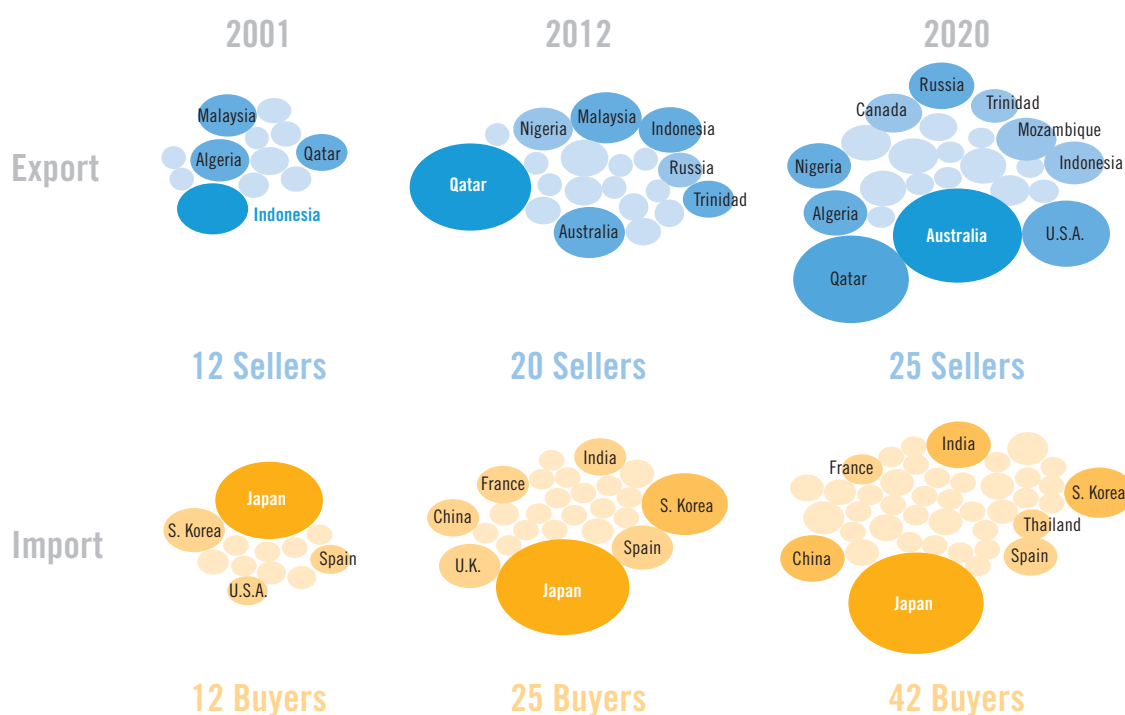 2001
2012
2020
Export
Malaysia
Algeria
Qatar
Indonesia
Nigeria
Malaysia
Indonesia
Qatar
Russia
Trinidad
Australia
Russia
Canada
Trinidad
Mozambique
Nigeria
Indonesia
Algeria
Australia
U.S.A.
Qatar
12 Sellers
20 Sellers
25 Sellers
Import
Japan
S. Korea
Spain
U.S.A.
India
France
China
S. Korea
Spain
U.K.
Japan
India
France
S. Korea
Thailand
China
Spain
Japan
12 Buyers
25 Buyers
42 Buyers